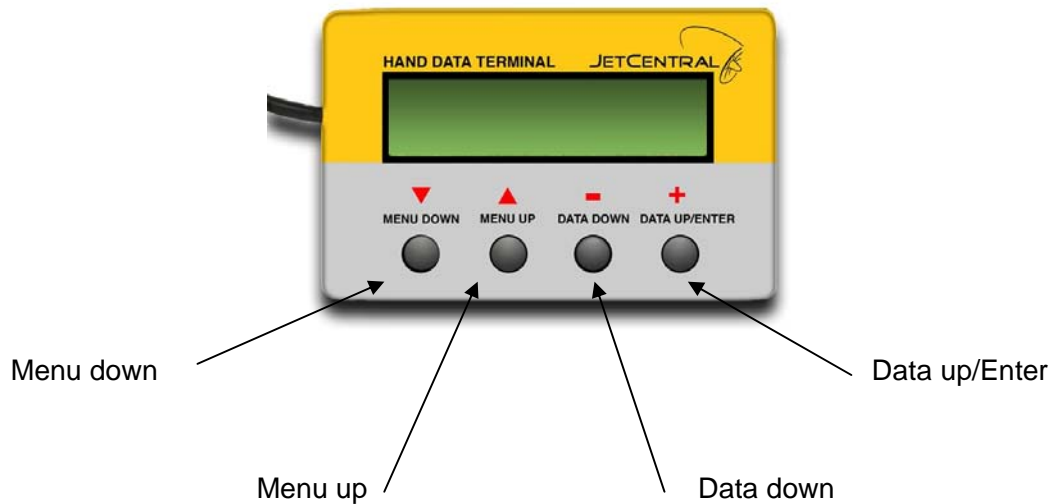 HAND DATA TERMINAL JETCENTRAL
MENU DOWN MENU UP DATA DOWN DATA UP/ENTER
Menu down Data up/Enter
Menu up Data down